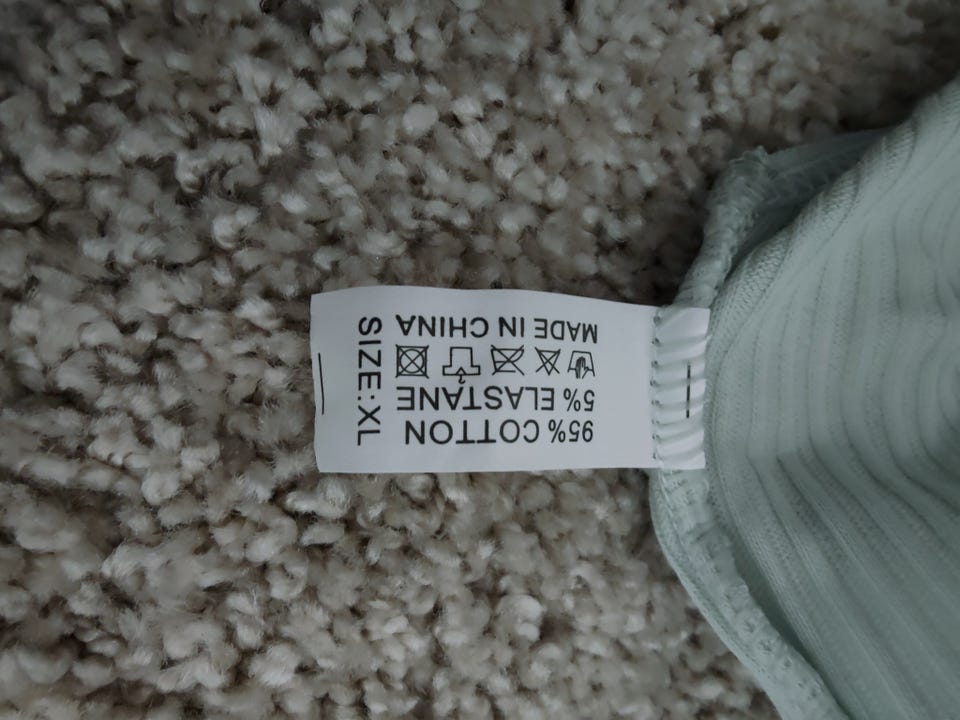 95% COTTON
5% ELASTANE
MADE IN CHINA
SIZE:XL